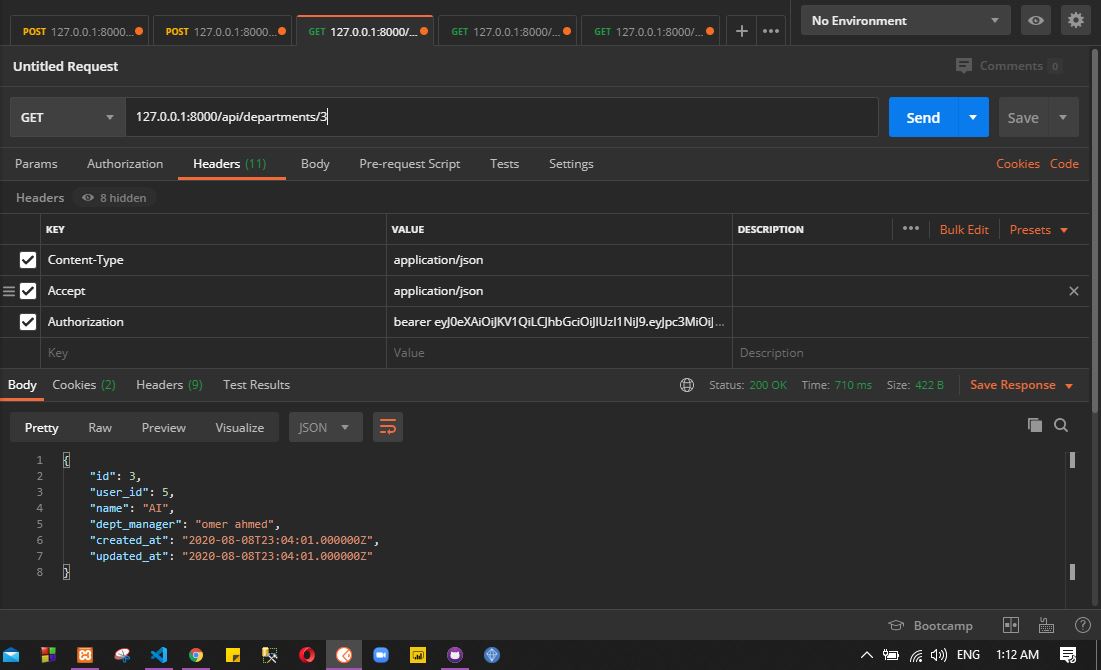 POST 127.0.0.1:8000... POST 127.0.0.1:8000... GET 127.0.0.1:8000/... GET 127.0.0.1:8000/... GET 127.0.0.1:8000/... No Environment
Untitled Request Comments 0
GET 127.0.0.1:8000/api/departments/3 Send Save
Params Authorization Headers (11) Body Pre-request Script Tests Settings Cookies Code
Headers 8 hidden
KEY VALUE DESCRIPTION Bulk Edit Presets
Content-Type application/json
Accept application/json
Authorization bearer eyJ0eXAiOiJKV1QiLCJhbGciOiJIUzI1NiJ9.eyJpc3MiOiJ...
Key Value Description
Body Cookies (2) Headers (9) Test Results Status: 200 OK Time: 710 ms Size: 422 B Save Response
Pretty Raw Preview Visualize JSON
1 {
2 "id": 3,
3 "user_id": 5,
4 "name": "AI",
5 "dept_manager": "omer ahmed",
6 "created_at": "2020-08-08T23:04:01.000000Z",
7 "updated_at": "2020-08-08T23:04:01.000000Z"
8 }
Bootcamp
ENG 1:12 AM